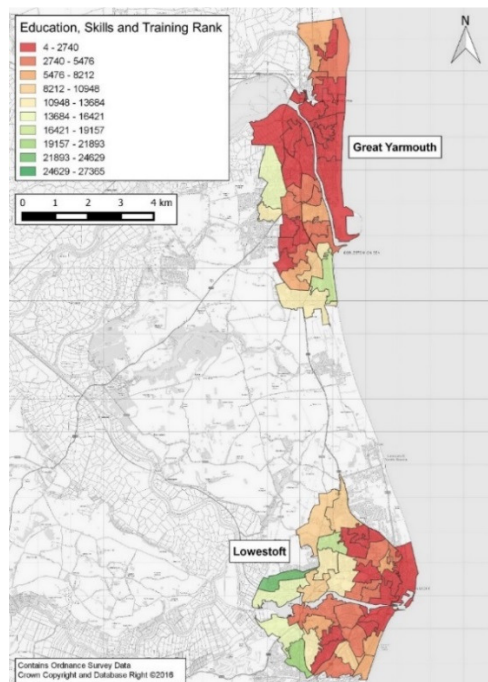 Education, Skills and Training Rank
4 - 2740
2740 - 5476
5476 - 8212
8212 - 10948
10948 - 13684
13684 - 16421
16421 - 19157
19157 - 21893
21893 - 24629
24629 - 27365
0 1 2 3 4 km
N
Great Yarmouth
Lowestoft
Contains Ordnance Survey Data
Crown Copyright and Database Right ©2016